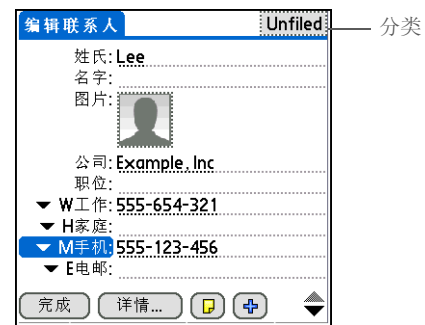 编辑联系人 Unfiled 分类
姓氏: Lee
名字:
图片:
公司: Example, Inc
职位:
W工作: 555-654-321
H家庭:
M手机: 555-123-456
E电邮:
完成 详情...